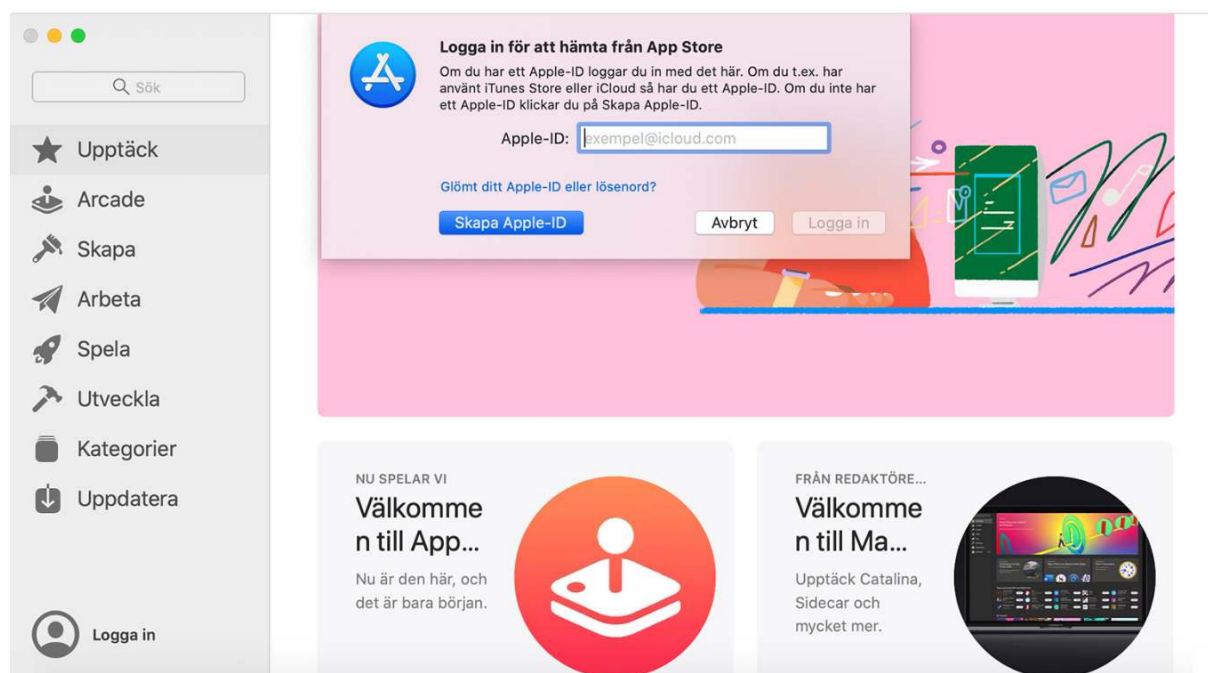 Sök
Upptäck
Arcade
Skapa
Arbeta
Spela
Utveckla
Kategorier
Uppdatera
Logga in
Logga in för att hämta från App Store
Om du har ett Apple-ID loggar du in med det här. Om du t.ex. har
använt iTunes Store eller iCloud så har du ett Apple-ID. Om du inte har
ett Apple-ID klickar du på Skapa Apple-ID.
Apple-ID: exempel@icloud.com
Glömt ditt Apple-ID eller lösenord?
Skapa Apple-ID Avbryt Logga in
NU SPELAR VI
Välkomme
n till App...
Nu är den här, och
det är bara början.
FRÅN REDAKTÖRE...
Välkomme
n till Ma...
Upptäck Catalina,
Sidecar och
mycket mer.